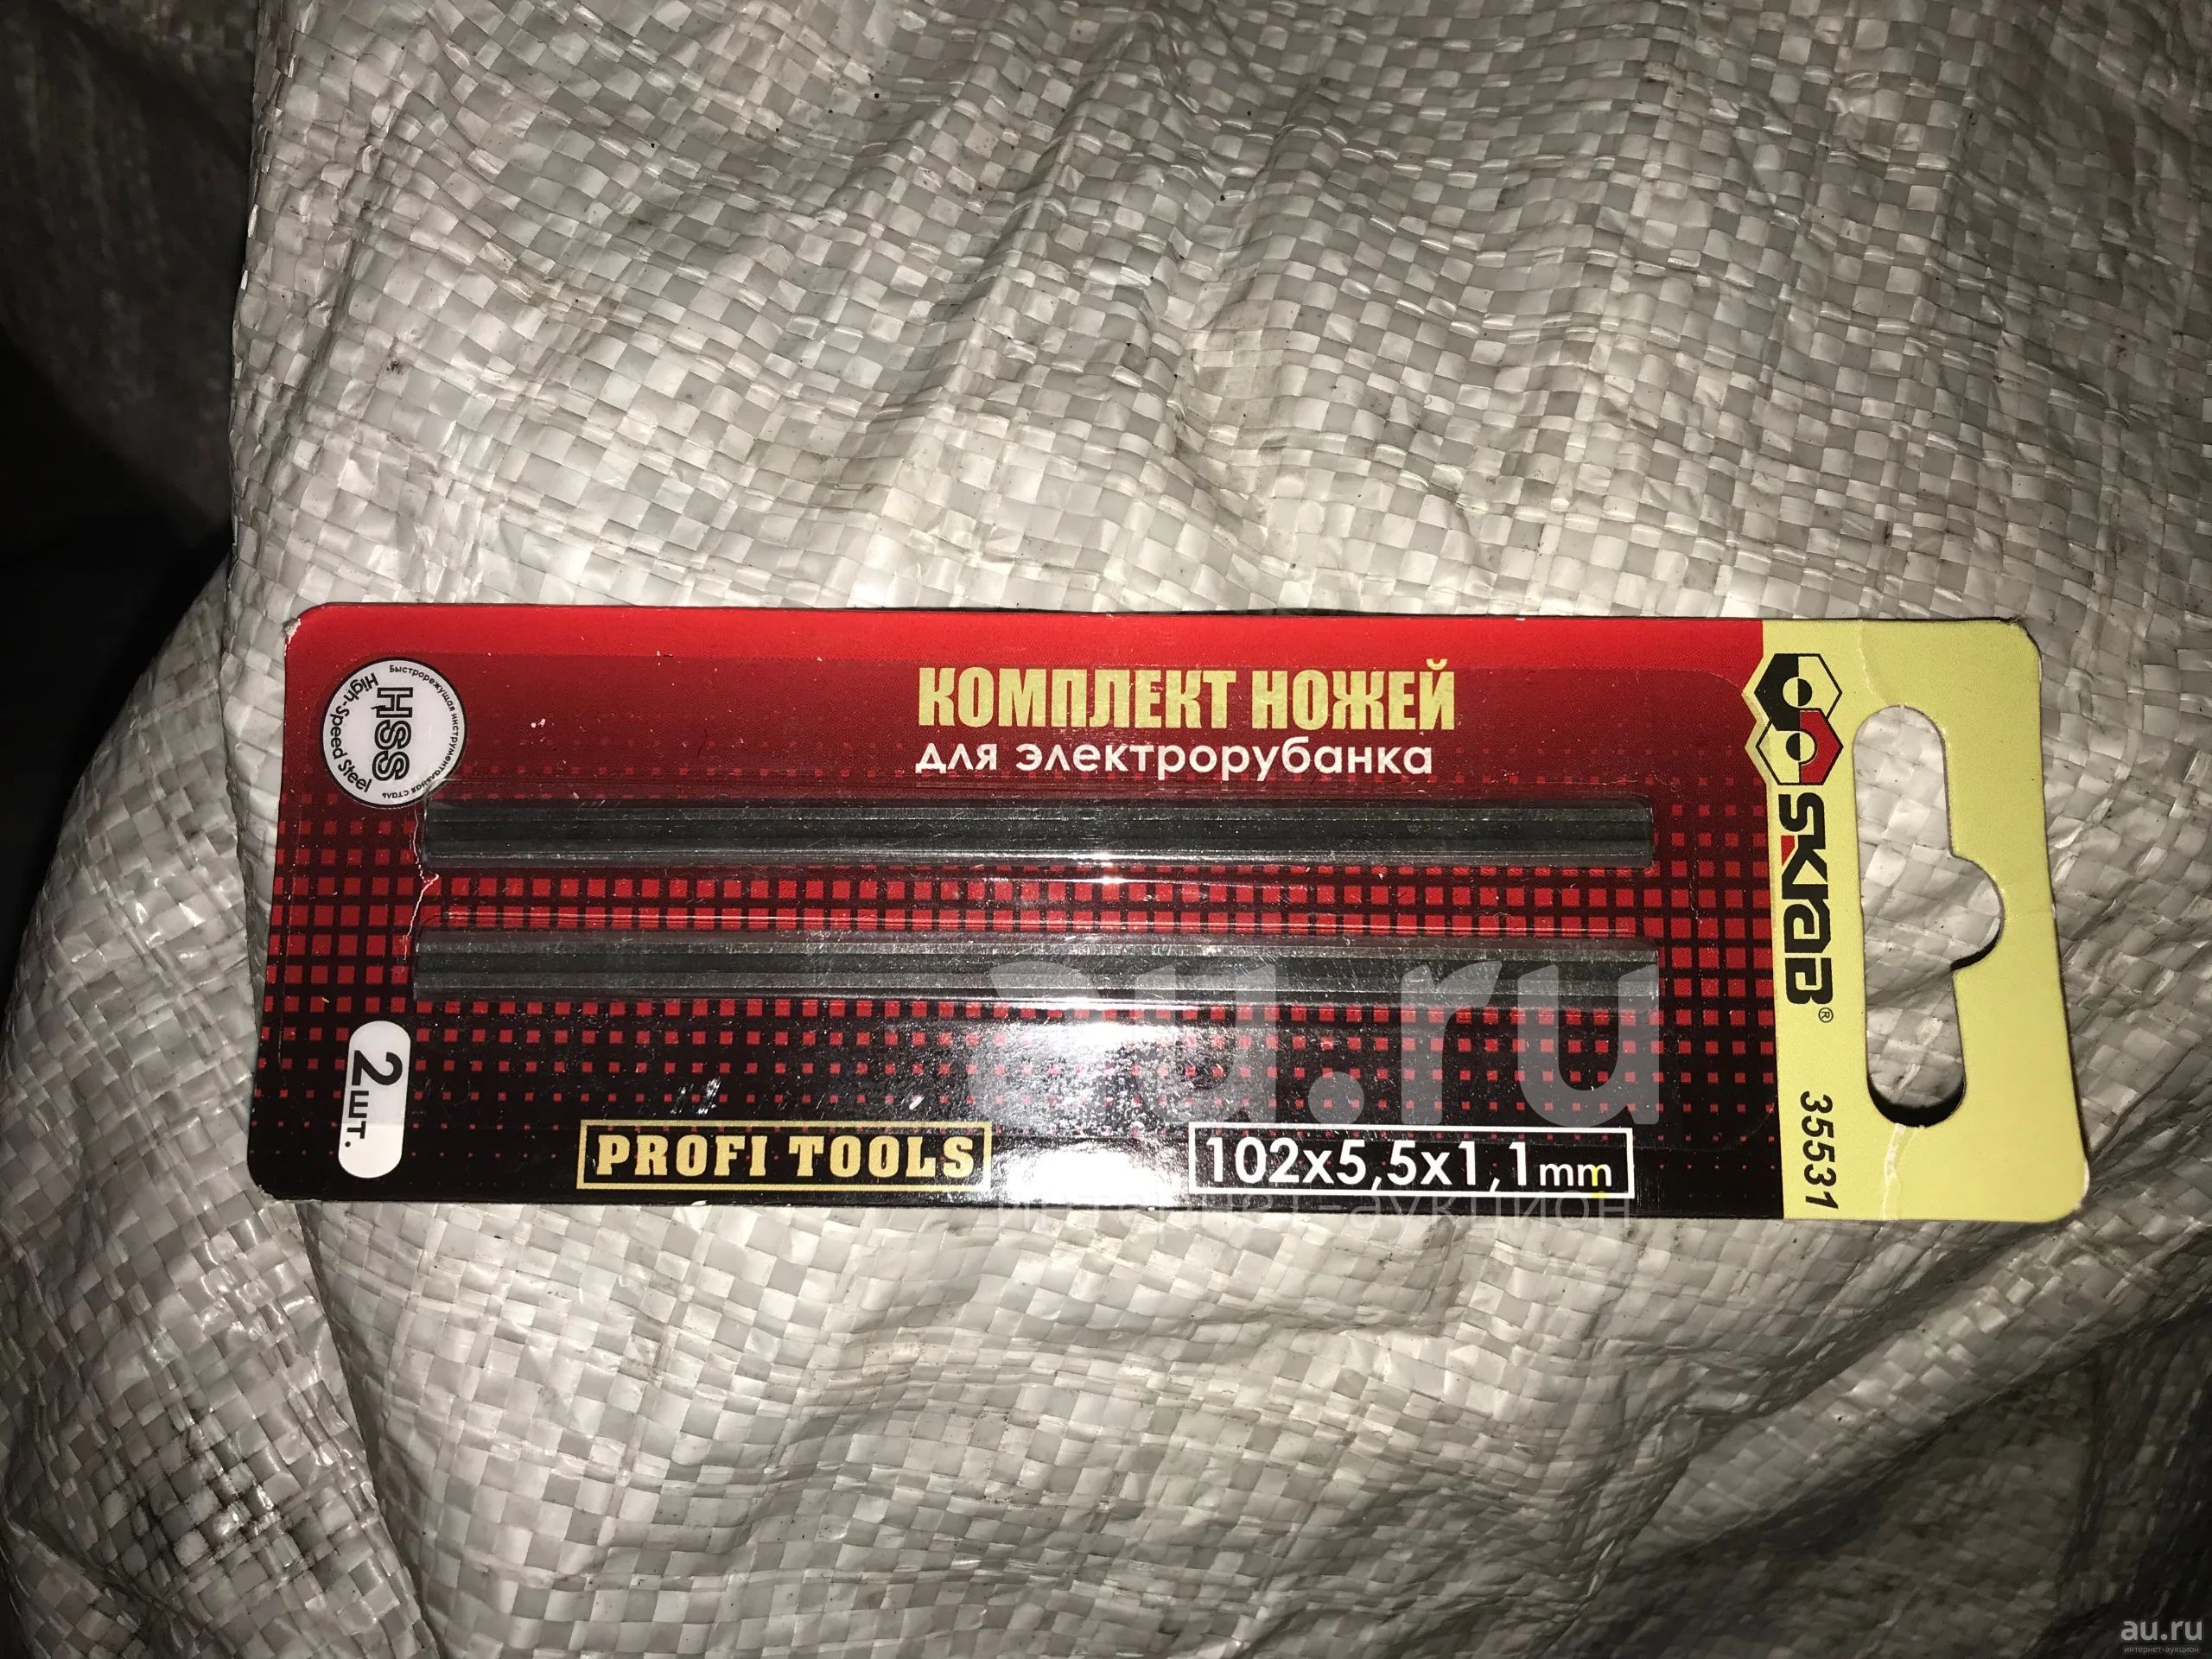 КОМПЛЕКТ НОЖЕЙ
для электрорубанка
Быстрорежущая инструментальная сталь
HSS
High-Speed Steel
SKRAB®
35531
2шт.
PROFI TOOLS
102x5,5x1,1mm
au.ru
интернет-аукцион
au.ru
интернет-аукцион